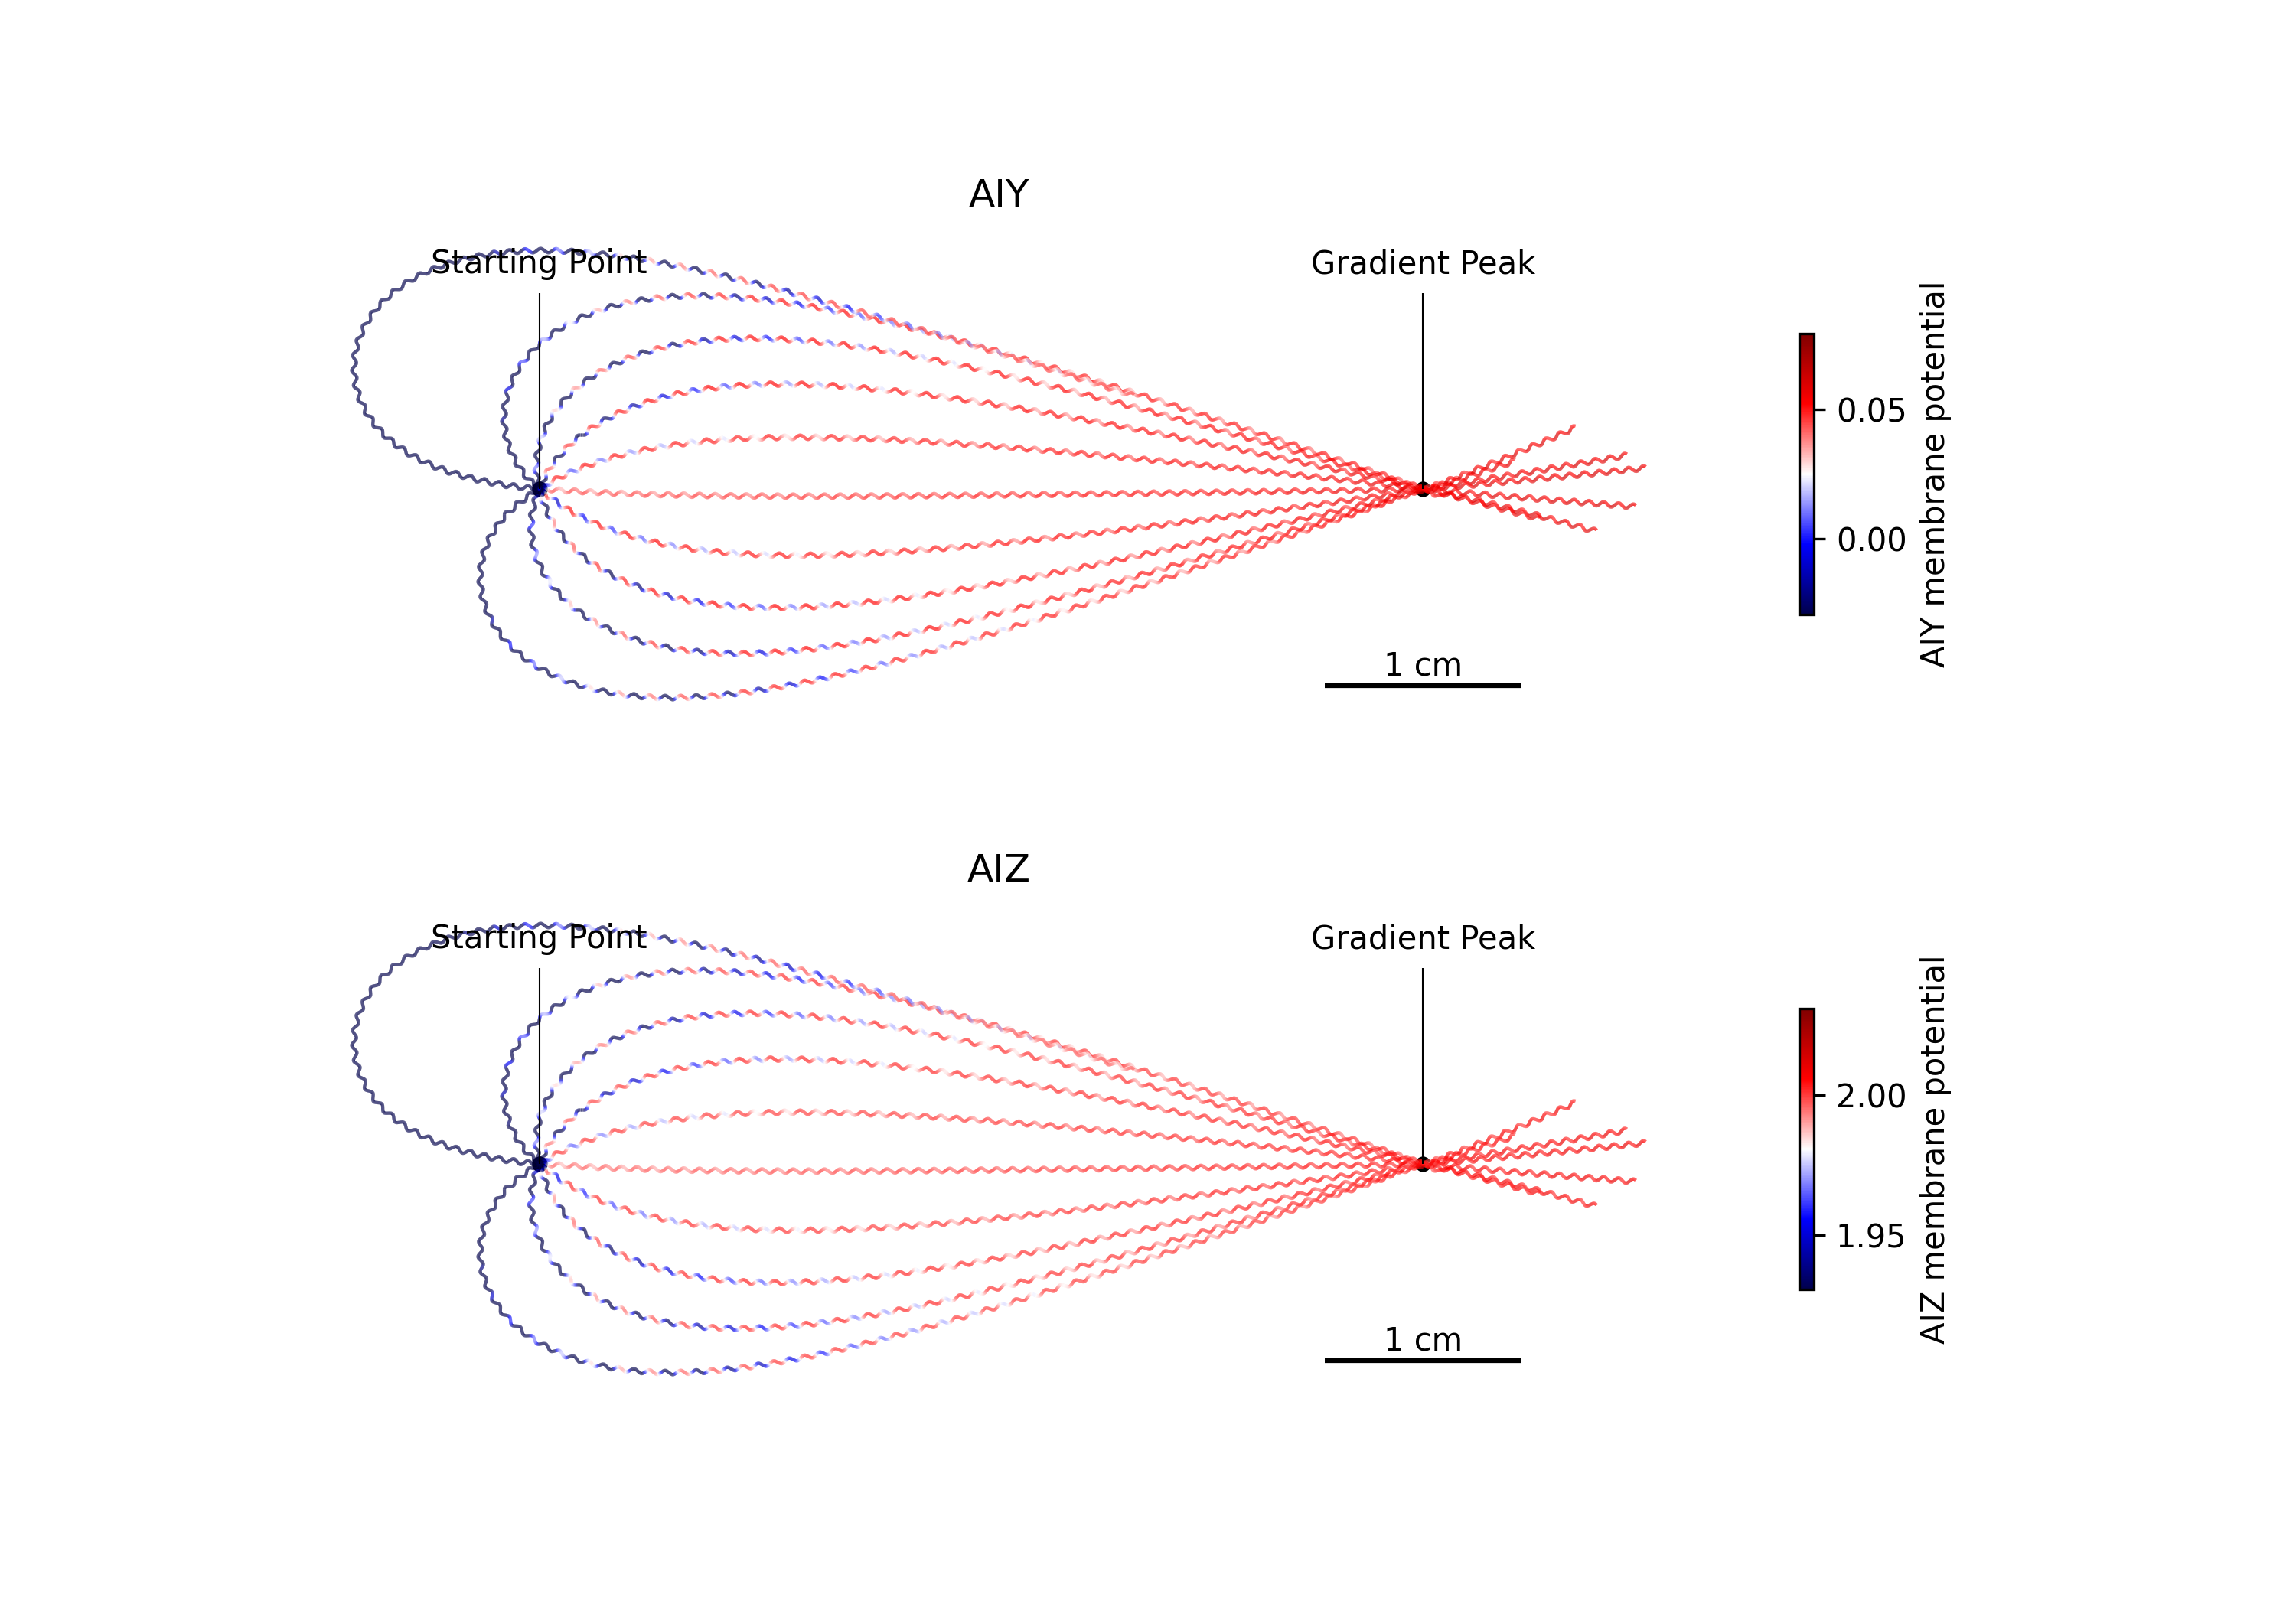 AIY
Starting Point
Gradient Peak
0.05
0.00
AIY membrane potential
1 cm
AIZ
Starting Point
Gradient Peak
2.00
1.95
AIZ membrane potential
1 cm